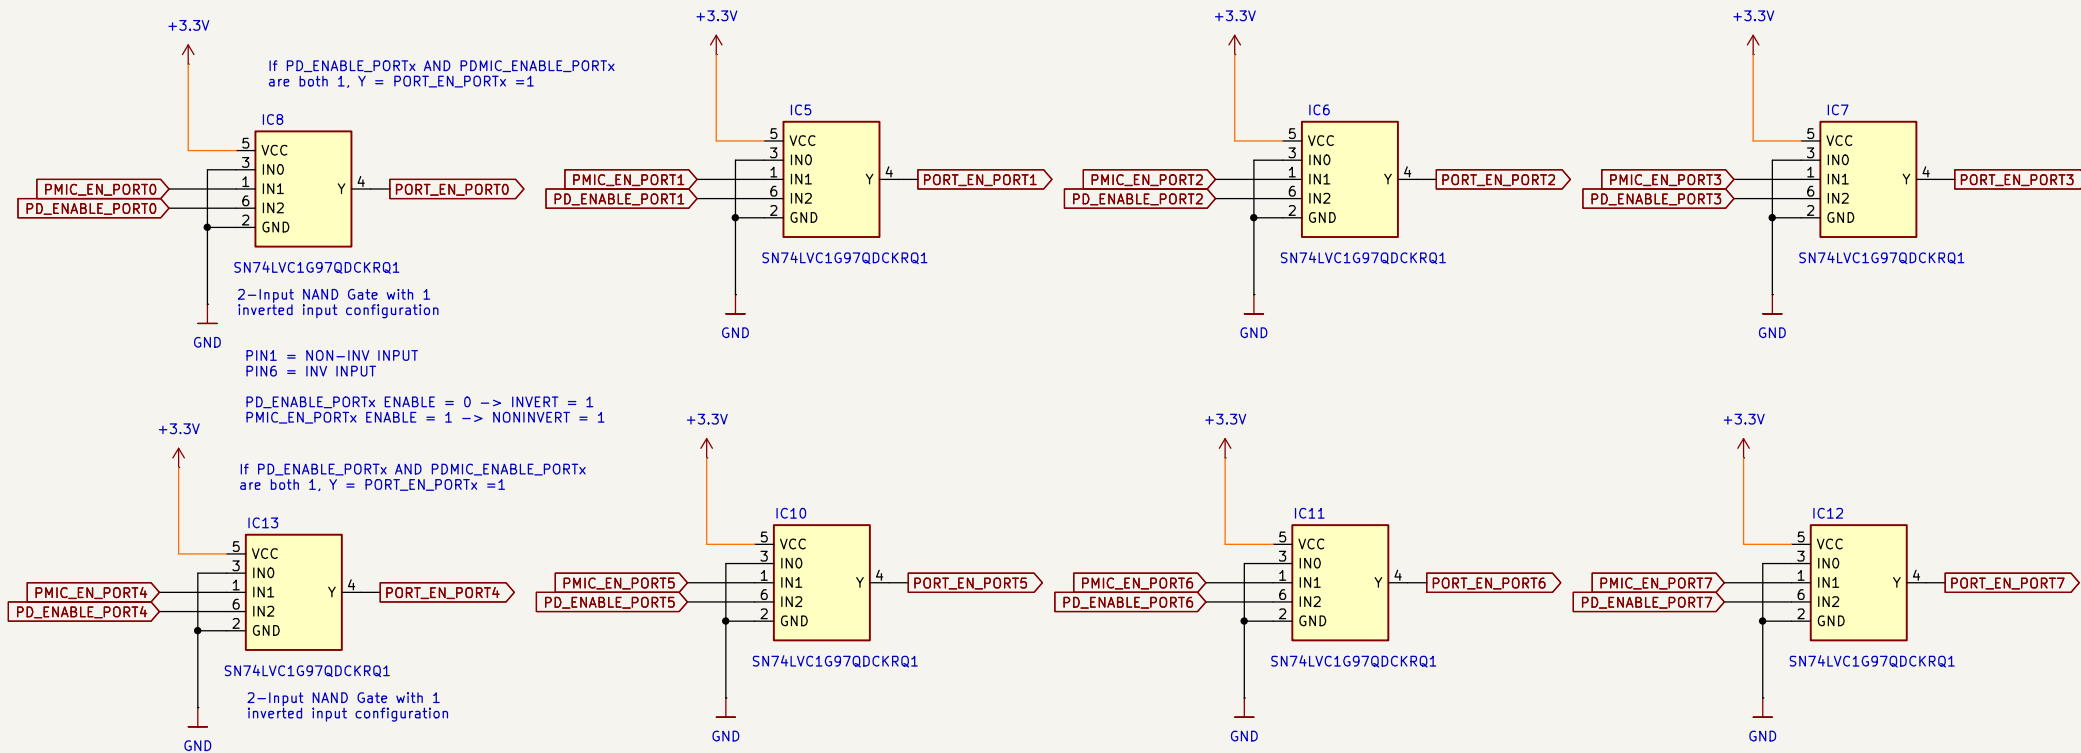 +3.3V
+3.3V
+3.3V
+3.3V
If PD_ENABLE_PORTx AND PDMIC_ENABLE_PORTx
are both 1, Y = PORT_EN_PORTx =1
IC8
5 VCC
3 IN0
PMIC_EN_PORT0 1 IN1 Y 4 PORT_EN_PORT0
PD_ENABLE_PORT0 6 IN2
2 GND
SN74LVC1G97QDCKRQ1
2-Input NAND Gate with 1
inverted input configuration
GND
IC5
5 VCC
3 IN0
PMIC_EN_PORT1 1 IN1 Y 4 PORT_EN_PORT1
PD_ENABLE_PORT1 6 IN2
2 GND
SN74LVC1G97QDCKRQ1
GND
IC6
5 VCC
3 IN0
PMIC_EN_PORT2 1 IN1 Y 4 PORT_EN_PORT2
PD_ENABLE_PORT2 6 IN2
2 GND
SN74LVC1G97QDCKRQ1
GND
IC7
5 VCC
3 IN0
PMIC_EN_PORT3 1 IN1 Y 4 PORT_EN_PORT3
PD_ENABLE_PORT3 6 IN2
2 GND
SN74LVC1G97QDCKRQ1
GND
PIN1 = NON-INV INPUT
PIN6 = INV INPUT
PD_ENABLE_PORTx ENABLE = 0 -> INVERT = 1
PMIC_EN_PORTx ENABLE = 1 -> NONINVERT = 1
+3.3V
+3.3V
+3.3V
+3.3V
If PD_ENABLE_PORTx AND PDMIC_ENABLE_PORTx
are both 1, Y = PORT_EN_PORTx =1
IC13
5 VCC
3 IN0
PMIC_EN_PORT4 1 IN1 Y 4 PORT_EN_PORT4
PD_ENABLE_PORT4 6 IN2
2 GND
SN74LVC1G97QDCKRQ1
2-Input NAND Gate with 1
inverted input configuration
GND
IC10
5 VCC
3 IN0
PMIC_EN_PORT5 1 IN1 Y 4 PORT_EN_PORT5
PD_ENABLE_PORT5 6 IN2
2 GND
SN74LVC1G97QDCKRQ1
GND
IC11
5 VCC
3 IN0
PMIC_EN_PORT6 1 IN1 Y 4 PORT_EN_PORT6
PD_ENABLE_PORT6 6 IN2
2 GND
SN74LVC1G97QDCKRQ1
GND
IC12
5 VCC
3 IN0
PMIC_EN_PORT7 1 IN1 Y 4 PORT_EN_PORT7
PD_ENABLE_PORT7 6 IN2
2 GND
SN74LVC1G97QDCKRQ1
GND